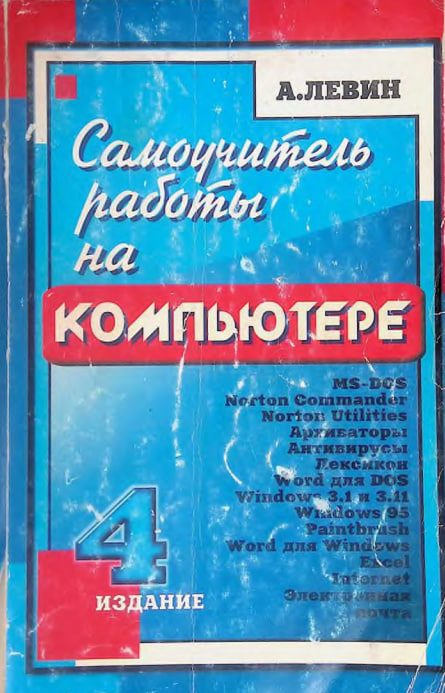 А.ЛЕВИН
Самоучитель
работы
на
КОМПЬЮТЕРЕ
MS-DOS
Norton Commander
Norton Utilities
Архиваторы
Антивирусы
Лексикон
Word для DOS
Windows 3.1 и 3.11
Windows 95
Paintbrush
Word для Windows
Excel
Internet
Электронная
почта
4
ИЗДАНИЕ